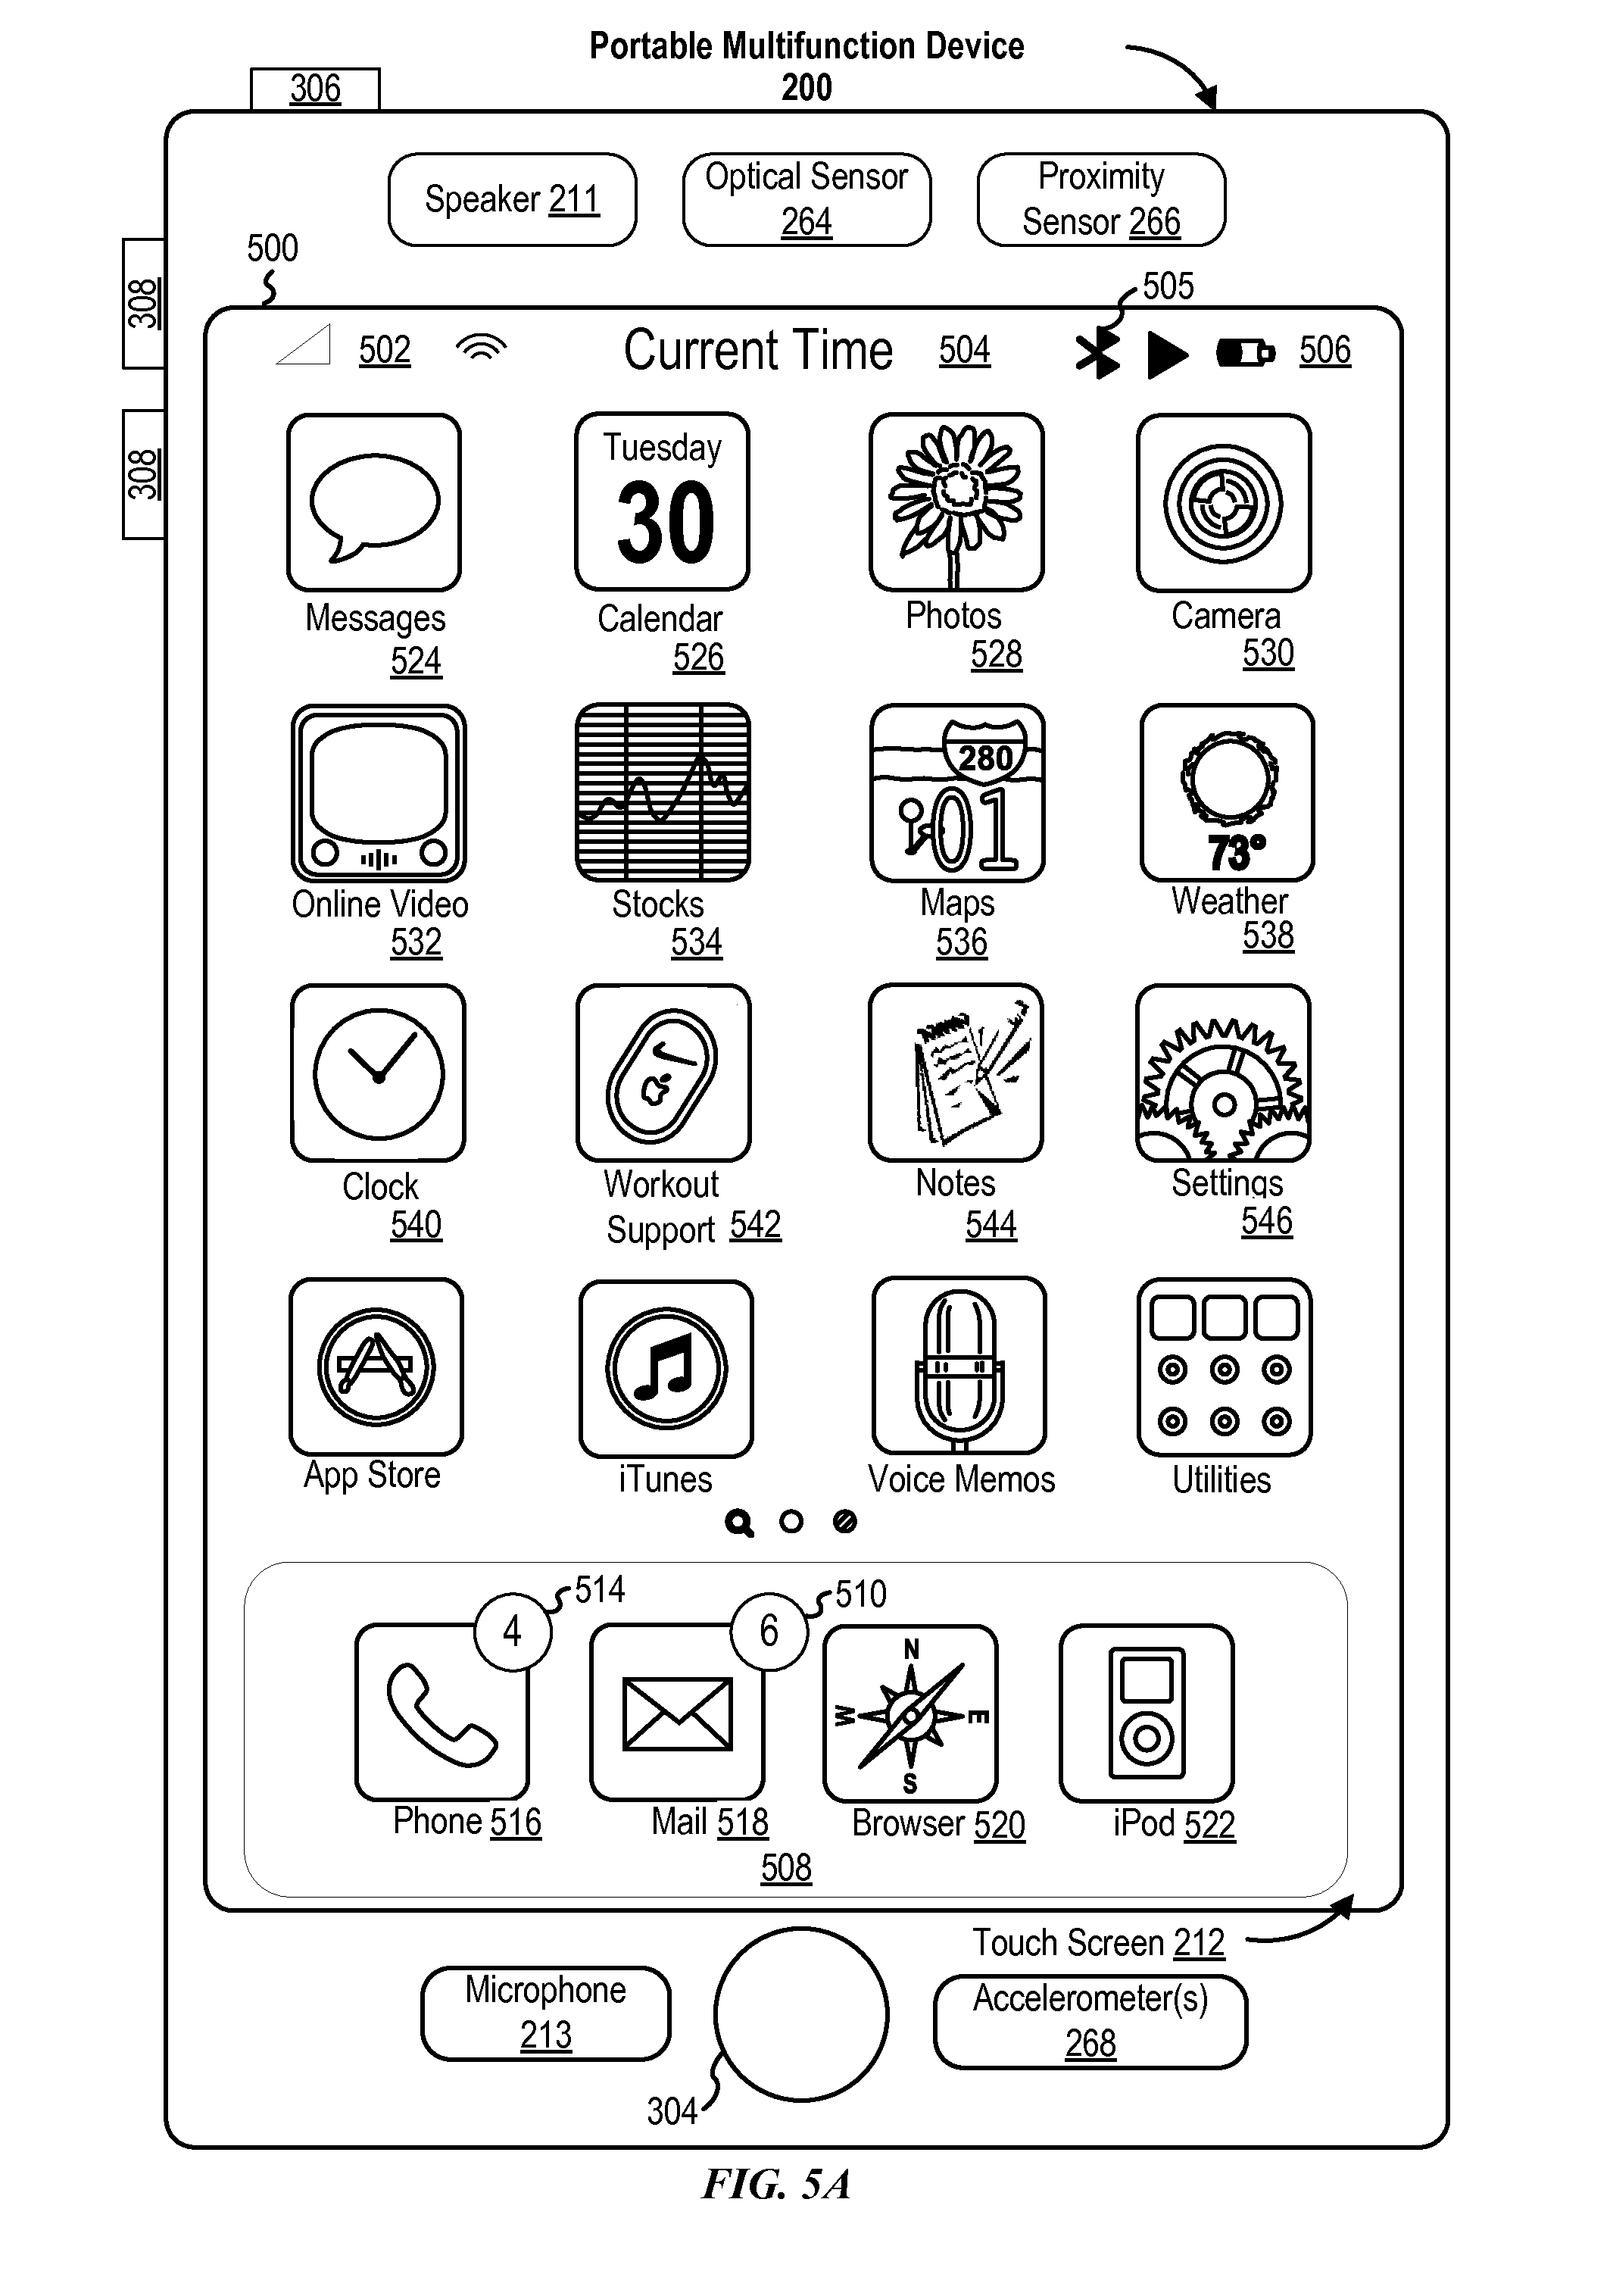 Portable Multifunction Device
200
306
Speaker 211
Optical Sensor
264
Proximity
Sensor 266
308
308
500
505
502
Current Time
504
506
Tuesday
30
Messages
524
Calendar
526
Photos
528
Camera
530
280
01
73°
Online Video
532
Stocks
534
Maps
536
Weather
538
Clock
540
Workout
Support 542
Notes
544
Settings
546
App Store
iTunes
Voice Memos
Utilities
4
514
6
510
N
W
E
S
Phone 516
Mail 518
Browser 520
iPod 522
508
Touch Screen 212
Microphone
213
Accelerometer(s)
268
304
FIG. 5A